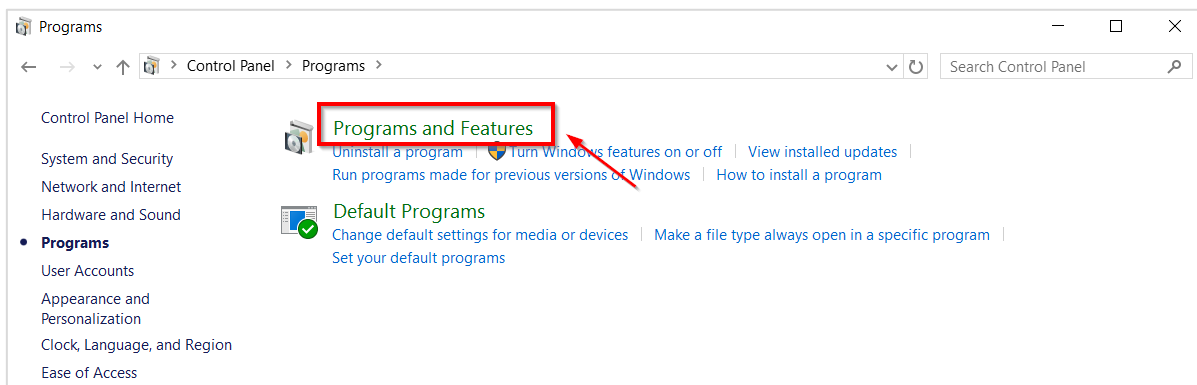 Programs
Control Panel Programs
Search Control Panel
Control Panel Home
System and Security
Network and Internet
Hardware and Sound
Programs
User Accounts
Appearance and
Personalization
Clock, Language, and Region
Ease of Access
Programs and Features
Uninstall a program Turn Windows features on or off View installed updates
Run programs made for previous versions of Windows How to install a program
Default Programs
Change default settings for media or devices Make a file type always open in a specific program
Set your default programs